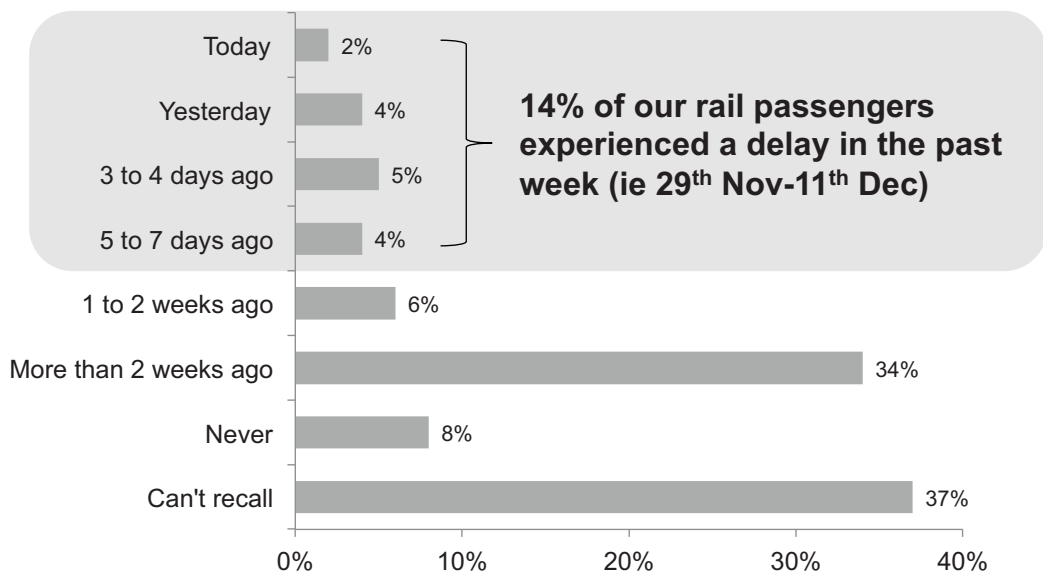 Today 2%
Yesterday 4%
3 to 4 days ago 5%
5 to 7 days ago 4%
14% of our rail passengers
experienced a delay in the past
week (ie 29th Nov-11th Dec)
1 to 2 weeks ago 6%
More than 2 weeks ago 34%
Never 8%
Can't recall 37%
0% 10% 20% 30% 40%